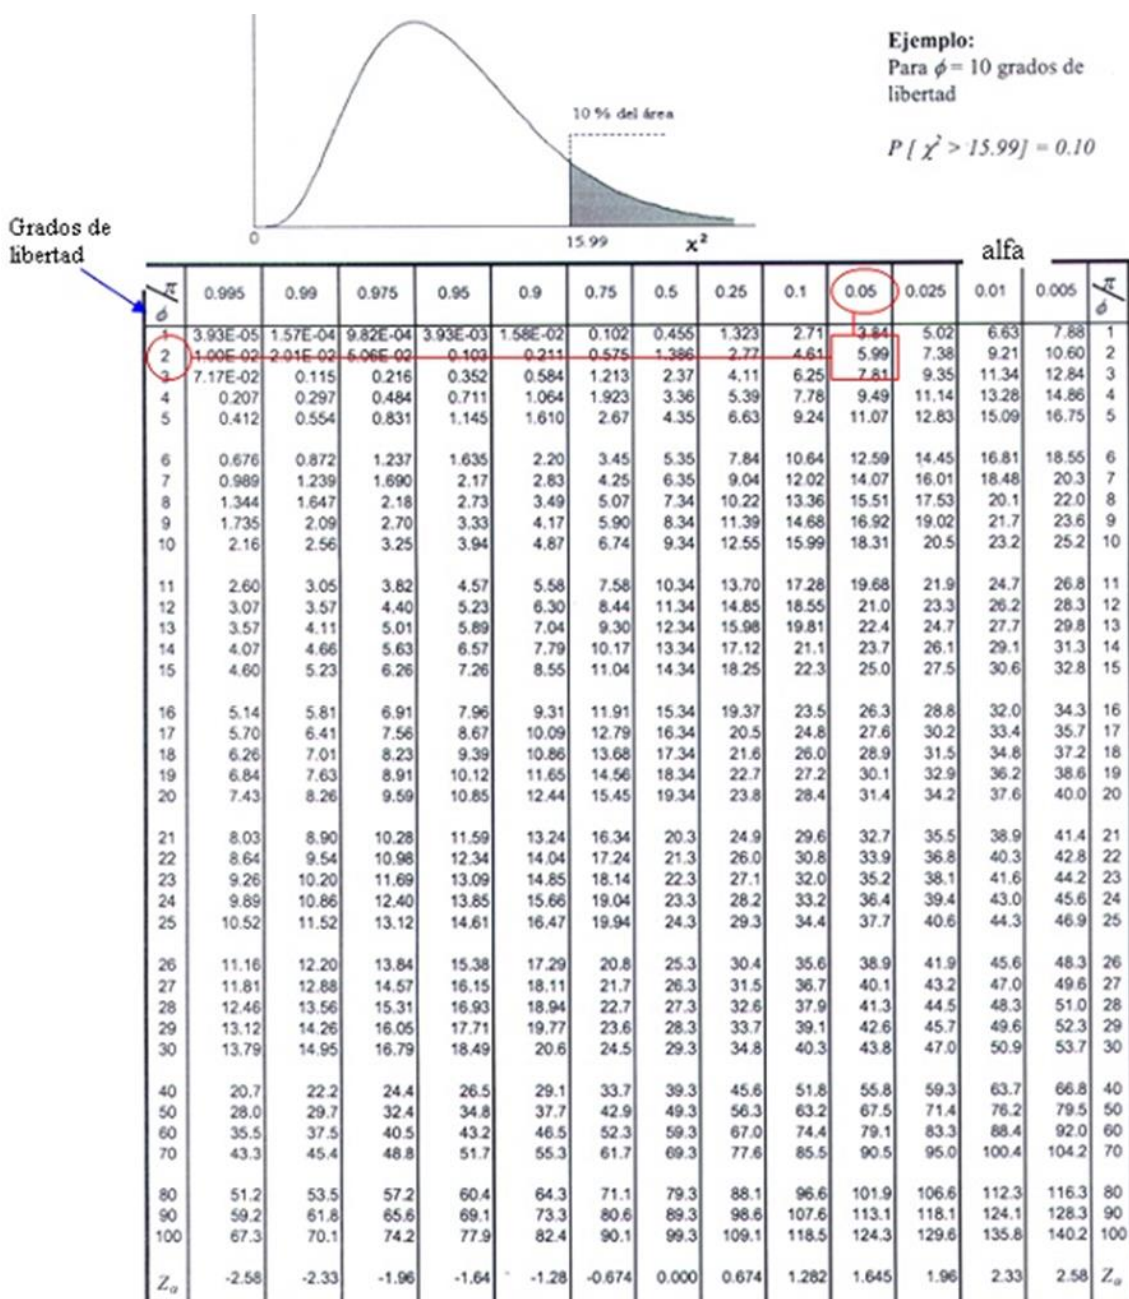 Ejemplo:
Para ϕ = 10 grados de
libertad
P [ χ² > 15.99] = 0.10
10 % del área
0
15.99
x²
Grados de
libertad
alfa
π 0.995 0.99 0.975 0.95 0.9 0.75 0.5 0.25 0.1 0.05 0.025 0.01 0.005 π
ϕ ϕ
1 3.93E-05 1.57E-04 9.82E-04 3.93E-03 1.58E-02 0.102 0.455 1.323 2.71 3.84 5.02 6.63 7.88 1
2 1.00E-02 2.01E-02 5.06E-02 0.103 0.211 0.575 1.386 2.77 4.61 5.99 7.38 9.21 10.60 2
3 7.17E-02 0.115 0.216 0.352 0.584 1.213 2.37 4.11 6.25 7.81 9.35 11.34 12.84 3
4 0.207 0.297 0.484 0.711 1.064 1.923 3.36 5.39 7.78 9.49 11.14 13.28 14.86 4
5 0.412 0.554 0.831 1.145 1.610 2.67 4.35 6.63 9.24 11.07 12.83 15.09 16.75 5
6 0.676 0.872 1.237 1.635 2.20 3.45 5.35 7.84 10.64 12.59 14.45 16.81 18.55 6
7 0.989 1.239 1.690 2.17 2.83 4.25 6.35 9.04 12.02 14.07 16.01 18.48 20.3 7
8 1.344 1.647 2.18 2.73 3.49 5.07 7.34 10.22 13.36 15.51 17.53 20.1 22.0 8
9 1.735 2.09 2.70 3.33 4.17 5.90 8.34 11.39 14.68 16.92 19.02 21.7 23.6 9
10 2.16 2.56 3.25 3.94 4.87 6.74 9.34 12.55 15.99 18.31 20.5 23.2 25.2 10
11 2.60 3.05 3.82 4.57 5.58 7.58 10.34 13.70 17.28 19.68 21.9 24.7 26.8 11
12 3.07 3.57 4.40 5.23 6.30 8.44 11.34 14.85 18.55 21.0 23.3 26.2 28.3 12
13 3.57 4.11 5.01 5.89 7.04 9.30 12.34 15.98 19.81 22.4 24.7 27.7 29.8 13
14 4.07 4.66 5.63 6.57 7.79 10.17 13.34 17.12 21.1 23.7 26.1 29.1 31.3 14
15 4.60 5.23 6.26 7.26 8.55 11.04 14.34 18.25 22.3 25.0 27.5 30.6 32.8 15
16 5.14 5.81 6.91 7.96 9.31 11.91 15.34 19.37 23.5 26.3 28.8 32.0 34.3 16
17 5.70 6.41 7.56 8.67 10.09 12.79 16.34 20.5 24.8 27.6 30.2 33.4 35.7 17
18 6.26 7.01 8.23 9.39 10.86 13.68 17.34 21.6 26.0 28.9 31.5 34.8 37.2 18
19 6.84 7.63 8.91 10.12 11.65 14.56 18.34 22.7 27.2 30.1 32.9 36.2 38.6 19
20 7.43 8.26 9.59 10.85 12.44 15.45 19.34 23.8 28.4 31.4 34.2 37.6 40.0 20
21 8.03 8.90 10.28 11.59 13.24 16.34 20.3 24.9 29.6 32.7 35.5 38.9 41.4 21
22 8.64 9.54 10.98 12.34 14.04 17.24 21.3 26.0 30.8 33.9 36.8 40.3 42.8 22
23 9.26 10.20 11.69 13.09 14.85 18.14 22.3 27.1 32.0 35.2 38.1 41.6 44.2 23
24 9.89 10.86 12.40 13.85 15.66 19.04 23.3 28.2 33.2 36.4 39.4 43.0 45.6 24
25 10.52 11.52 13.12 14.61 16.47 19.94 24.3 29.3 34.4 37.7 40.6 44.3 46.9 25
26 11.16 12.20 13.84 15.38 17.29 20.8 25.3 30.4 35.6 38.9 41.9 45.6 48.3 26
27 11.81 12.88 14.57 16.15 18.11 21.7 26.3 31.5 36.7 40.1 43.2 47.0 49.6 27
28 12.46 13.56 15.31 16.93 18.94 22.7 27.3 32.6 37.9 41.3 44.5 48.3 51.0 28
29 13.12 14.26 16.05 17.71 19.77 23.6 28.3 33.7 39.1 42.6 45.7 49.6 52.3 29
30 13.79 14.95 16.79 18.49 20.6 24.5 29.3 34.8 40.3 43.8 47.0 50.9 53.7 30
40 20.7 22.2 24.4 26.5 29.1 33.7 39.3 45.6 51.8 55.8 59.3 63.7 66.8 40
50 28.0 29.7 32.4 34.8 37.7 42.9 49.3 56.3 63.2 67.5 71.4 76.2 79.5 50
60 35.5 37.5 40.5 43.2 46.5 52.3 59.3 67.0 74.4 79.1 83.3 88.4 92.0 60
70 43.3 45.4 48.8 51.7 55.3 61.7 69.3 77.6 85.5 90.5 95.0 100.4 104.2 70
80 51.2 53.5 57.2 60.4 64.3 71.1 79.3 88.1 96.6 101.9 106.6 112.3 116.3 80
90 59.2 61.8 65.6 69.1 73.3 80.6 89.3 98.6 107.6 113.1 118.1 124.1 128.3 90
100 67.3 70.1 74.2 77.9 82.4 90.1 99.3 109.1 118.5 124.3 129.6 135.8 140.2 100
Zα -2.58 -2.33 -1.96 -1.64 -1.28 -0.674 0.000 0.674 1.282 1.645 1.96 2.33 2.58 Zα